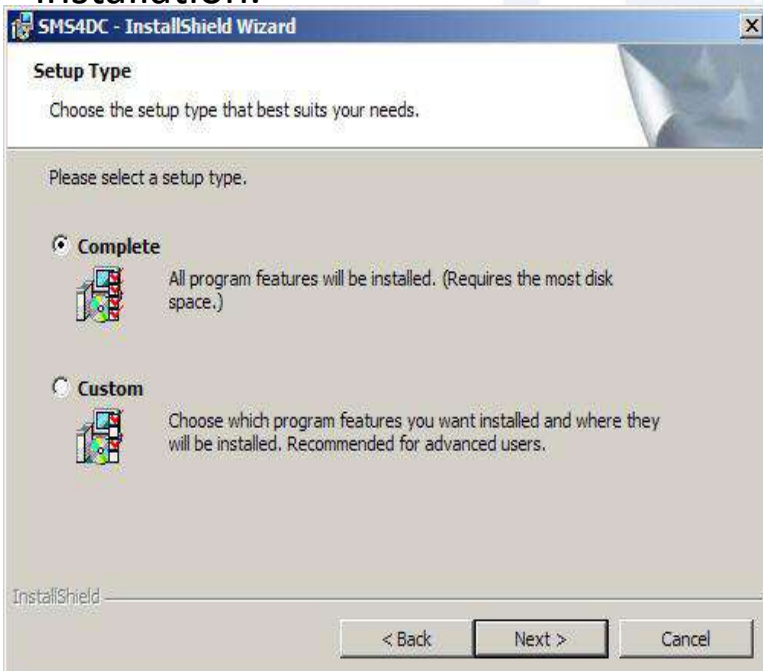 installation.
SMS4DC - InstallShield Wizard
Setup Type
Choose the setup type that best suits your needs.
Please select a setup type.
Complete
All program features will be installed. (Requires the most disk
space.)
Custom
Choose which program features you want installed and where they
will be installed. Recommended for advanced users.
InstallShield
< Back
Next >
Cancel